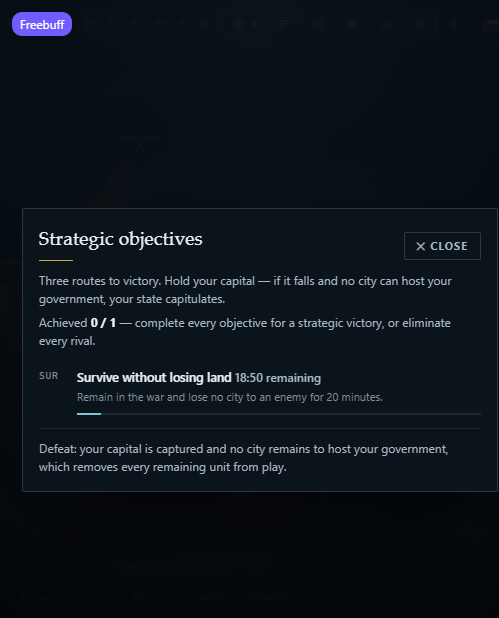 Freebuff
Strategic objectives
✕ CLOSE
Three routes to victory. Hold your capital — if it falls and no city can host your
government, your state capitulates.
Achieved 0 / 1 — complete every objective for a strategic victory, or eliminate
every rival.
SUR
Survive without losing land 18:50 remaining
Remain in the war and lose no city to an enemy for 20 minutes.
Defeat: your capital is captured and no city remains to host your government,
which removes every remaining unit from play.